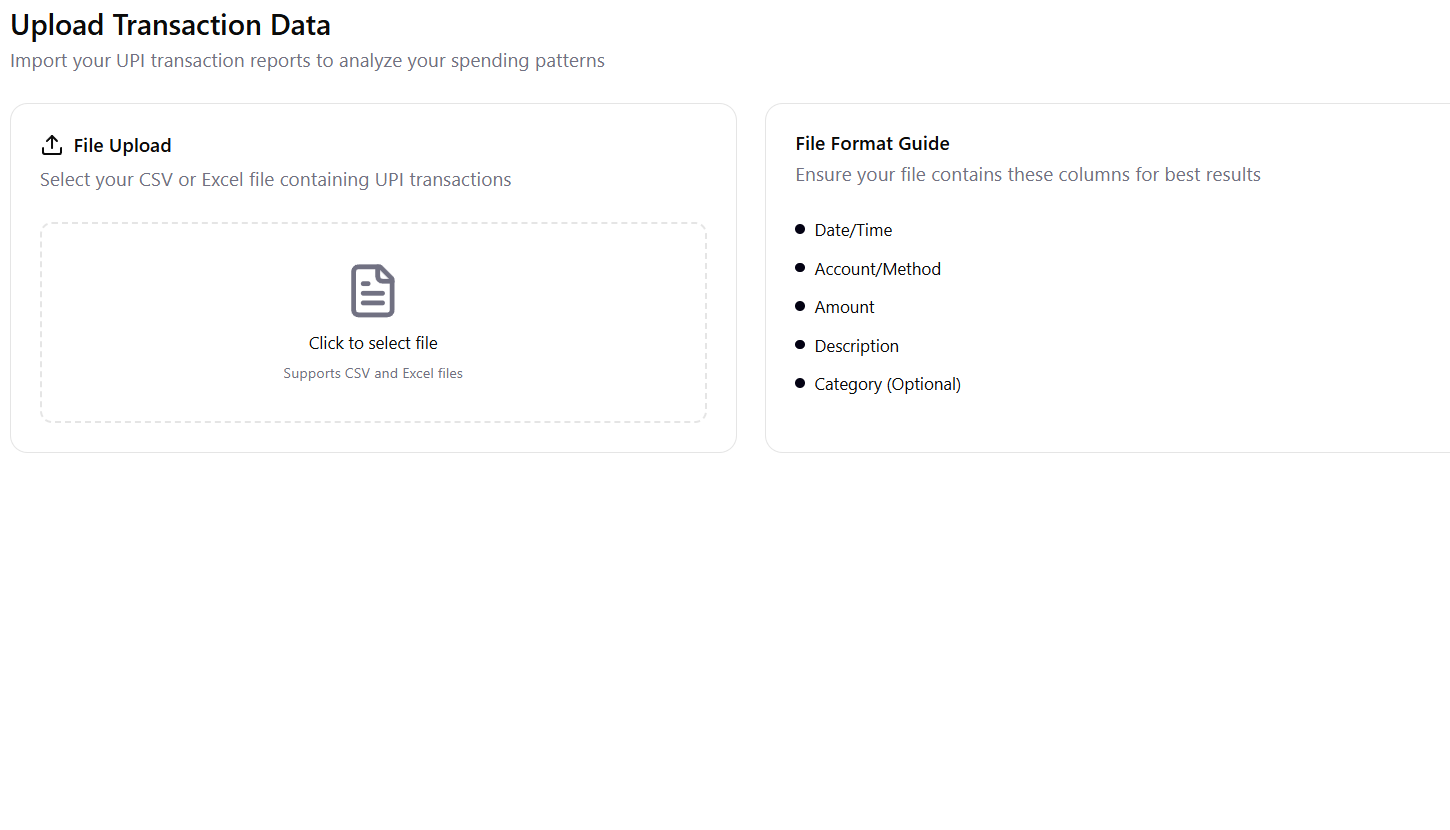 Upload Transaction Data
Import your UPI transaction reports to analyze your spending patterns
File Upload
Select your CSV or Excel file containing UPI transactions
Click to select file
Supports CSV and Excel files
File Format Guide
Ensure your file contains these columns for best results
Date/Time
Account/Method
Amount
Description
Category (Optional)